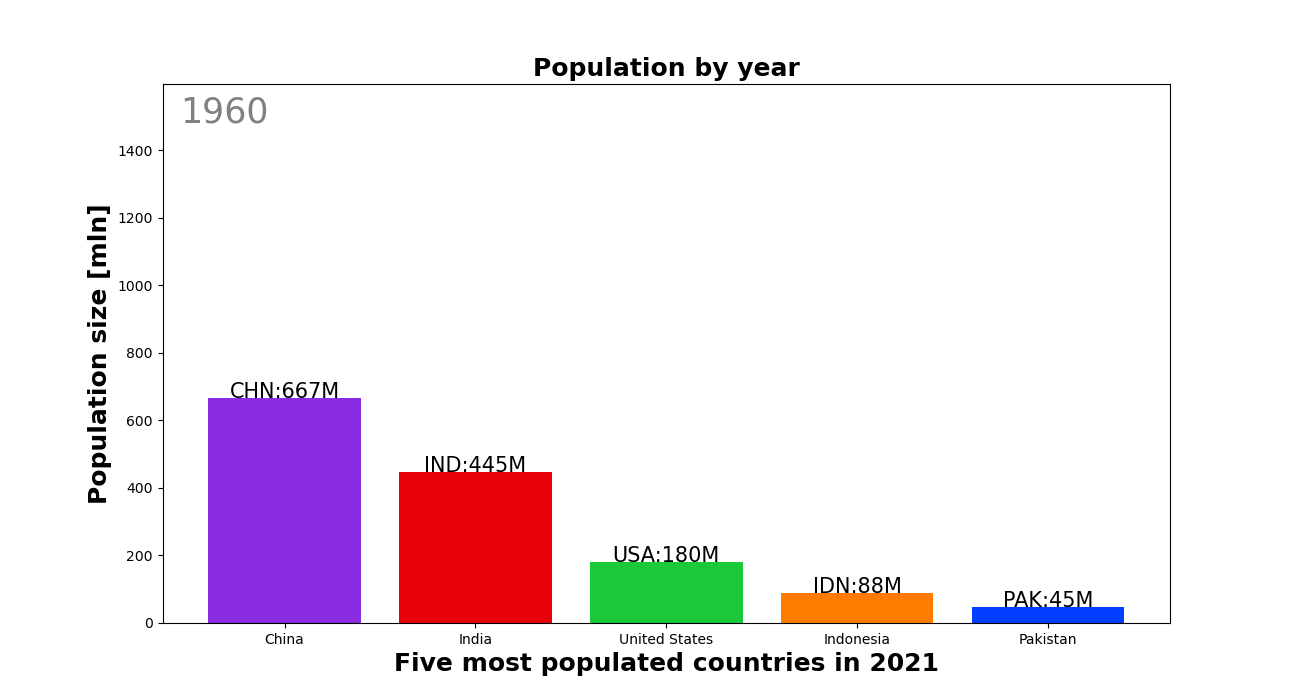 Population by year
1960
Population size [mln]
1400
1200
1000
800
600
400
200
0
CHN:667M
IND:445M
USA:180M
IDN:88M
PAK:45M
China
India
United States
Indonesia
Pakistan
Five most populated countries in 2021